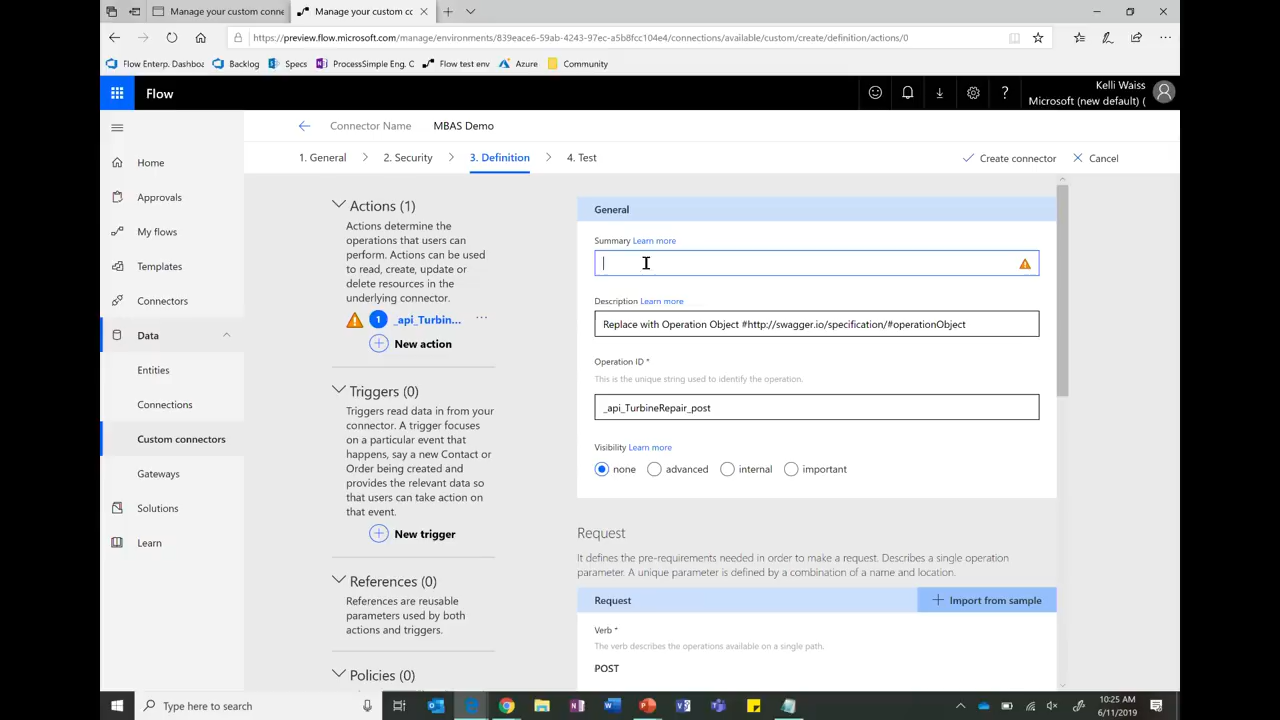 Manage your custom conne
Manage your custom co
https://preview.flow.microsoft.com/manage/environments/839eace6-59ab-4243-97ec-a5b8fcc104e4/connections/available/custom/create/definition/actions/0
Flow Enterp. Dashboa
Backlog
Specs
ProcessSimple Eng. C
Flow test env
Azure
Community
Flow
Kelli Waiss
Microsoft (new default) (
Connector Name
MBAS Demo
1. General
2. Security
3. Definition
4. Test
Create connector
Cancel
Home
Approvals
My flows
Templates
Connectors
Data
Entities
Connections
Custom connectors
Gateways
Solutions
Learn
Actions (1)
Actions determine the
operations that users can
perform. Actions can be used
to read, create, update or
delete resources in the
underlying connector.
1 _api_Turbin... ...
New action
Triggers (0)
Triggers read data in from your
connector. A trigger focuses
on a particular event that
happens, say a new Contact or
Order being created and
provides the relevant data so
that users can take action on
that event.
New trigger
References (0)
References are reusable
parameters used by both
actions and triggers.
Policies (0)
General
Summary Learn more
Description Learn more
Replace with Operation Object #http://swagger.io/specification/#operationObject
Operation ID *
This is the unique string used to identify the operation.
_api_TurbineRepair_post
Visibility Learn more
none
advanced
internal
important
Request
It defines the pre-requirements needed in order to make a request. Describes a single operation
parameter. A unique parameter is defined by a combination of a name and location.
Request
Import from sample
Verb *
The verb describes the operations available on a single path.
POST
Type here to search
10:25 AM
6/11/2019